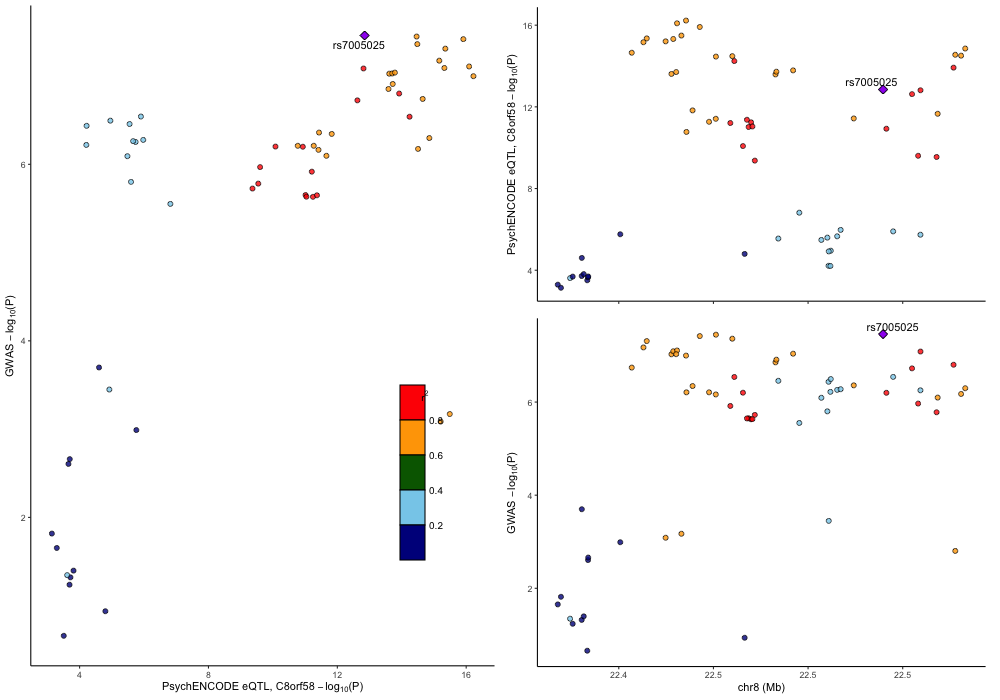 rs7005025
6
4
2
GWAS −log10(P)
4
8
12
16
PsychENCODE eQTL, C8orf58 −log10(P)
r2
0.8
0.6
0.4
0.2
rs7005025
16
12
8
4
PsychENCODE eQTL, C8orf58 −log10(P)
rs7005025
6
4
2
GWAS −log10(P)
22.4
22.5
22.5
22.5
chr8 (Mb)